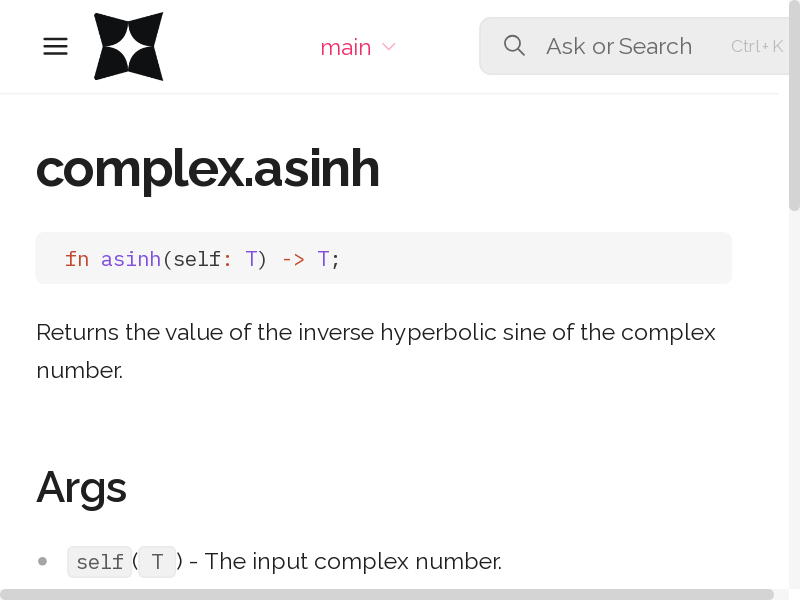 main
Ask or Search
Ctrl+K
complex.asinh
fn asinh(self: T) -> T;
Returns the value of the inverse hyperbolic sine of the complex
number.
Args
self ( T ) - The input complex number.